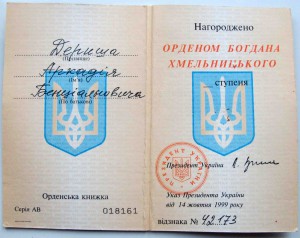 Дериша
(Прізвище)
Аркадія
(Ім'я)
Бенціановича
(По батькові)
Орденська книжка
Серія АВ 018161
Нагороджено
ОРДЕНОМ БОГДАНА
ХМЕЛЬНИЦЬКОГО
ступеня
Президент України
Указ Президента України
від 14 жовтня 1999 року
відзнака № 42173